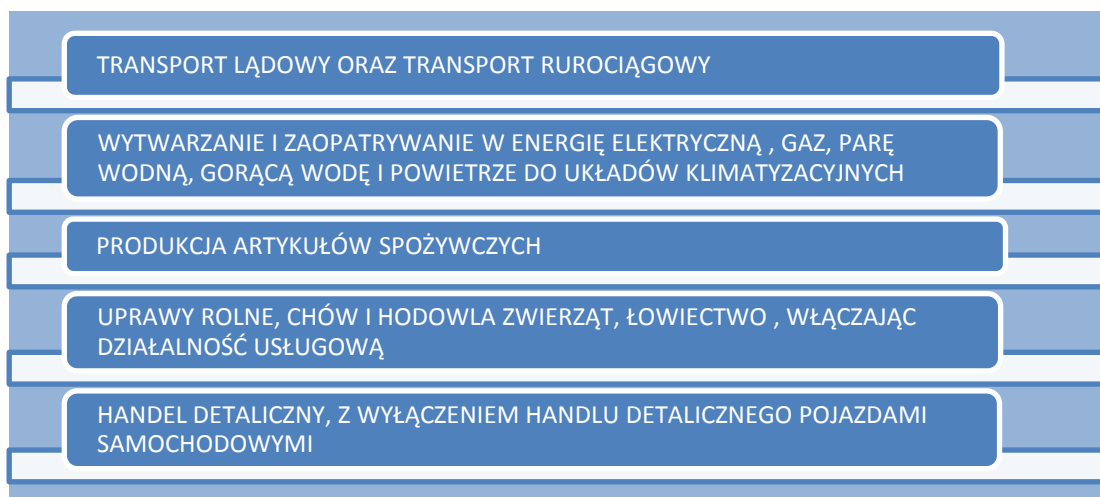 TRANSPORT LĄDOWY ORAZ TRANSPORT RUROCIĄGOWY
WYTWARZANIE I ZAOPATRYWANIE W ENERGIĘ ELEKTRYCZNĄ , GAZ, PARĘ
WODNĄ, GORĄCĄ WODĘ I POWIETRZE DO UKŁADÓW KLIMATYZACYJNYCH
PRODUKCJA ARTYKUŁÓW SPOŻYWCZYCH
UPRAWY ROLNE, CHÓW I HODOWLA ZWIERZĄT, ŁOWIECTWO , WŁĄCZAJĄC
DZIAŁALNOŚĆ USŁUGOWĄ
HANDEL DETALICZNY, Z WYŁĄCZENIEM HANDLU DETALICZNEGO POJAZDAMI
SAMOCHODOWYMI